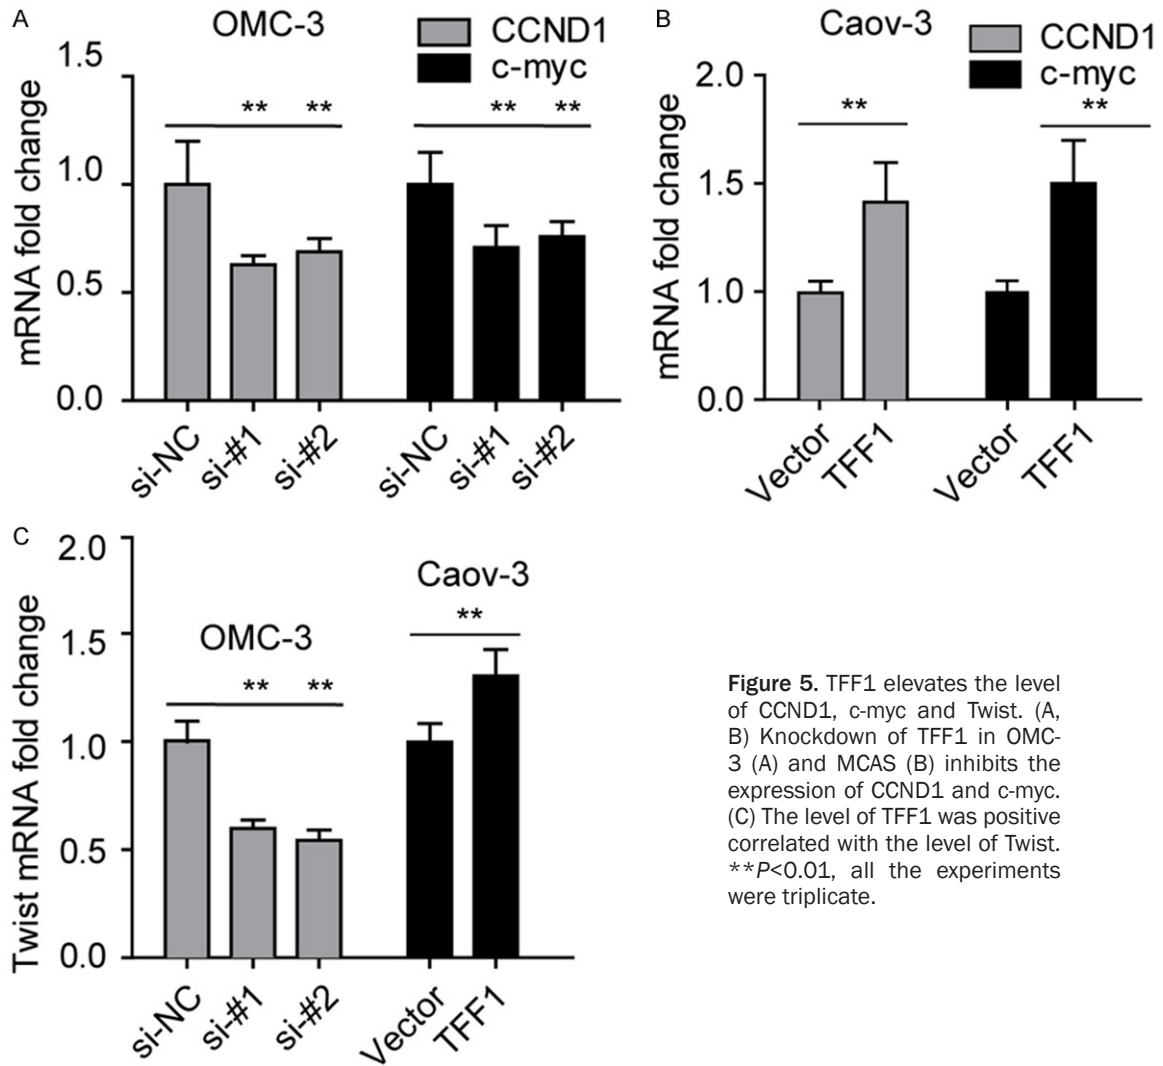 A
OMC-3
CCND1
c-myc
mRNA fold change
1.5
1.0
0.5
0.0
** **
** **
si-NC
si-#1
si-#2
si-NC
si-#1
si-#2
B
Caov-3
CCND1
c-myc
mRNA fold change
2.0
1.5
1.0
0.0
**
**
Vector
TFF1
Vector
TFF1
C
Twist mRNA fold change
2.0
1.5
1.0
0.5
0.0
OMC-3
** **
Caov-3
**
si-NC
si-#1
si-#2
Vector
TFF1
Figure 5. TFF1 elevates the level
of CCND1, c-myc and Twist. (A,
B) Knockdown of TFF1 in OMC-
3 (A) and MCAS (B) inhibits the
expression of CCND1 and c-myc.
(C) The level of TFF1 was positive
correlated with the level of Twist.
**P<0.01, all the experiments
were triplicate.